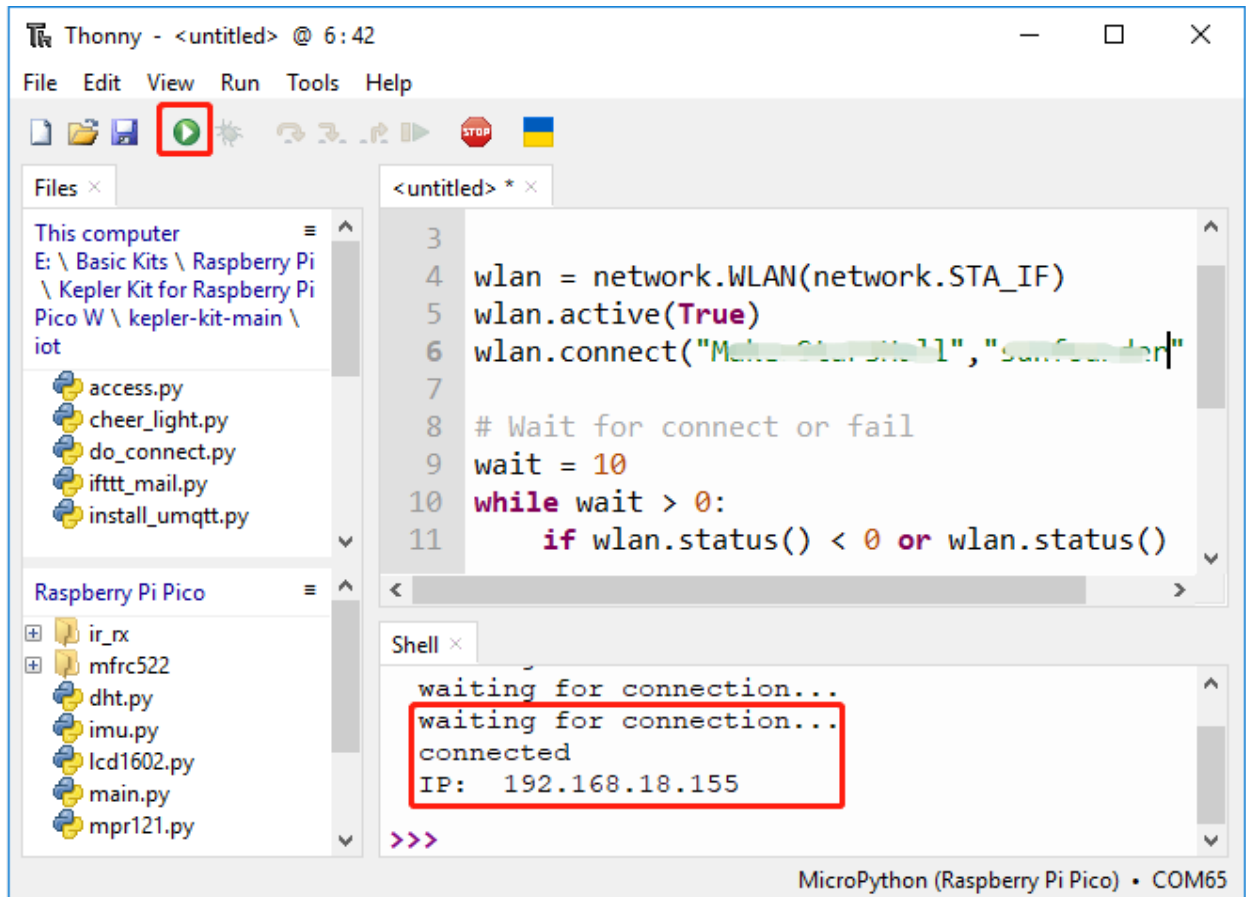 Thonny - <untitled> @ 6:42
File Edit View Run Tools Help
STOP
Files
This computer
E: \ Basic Kits \ Raspberry Pi
\ Kepler Kit for Raspberry Pi
Pico W \ kepler-kit-main \
iot
access.py
cheer_light.py
do_connect.py
ifttt_mail.py
install_umqtt.py
Raspberry Pi Pico
ir_rx
mfrc522
dht.py
imu.py
lcd1602.py
main.py
mpr121.py
<untitled> *
3
4 wlan = network.WLAN(network.STA_IF)
5 wlan.active(True)
6 wlan.connect("
7
8 # Wait for connect or fail
9 wait = 10
10 while wait > 0:
11 if wlan.status() < 0 or wlan.status()
Shell
waiting for connection...
waiting for connection...
connected
IP: 192.168.18.155
>>>
MicroPython (Raspberry Pi Pico) • COM65